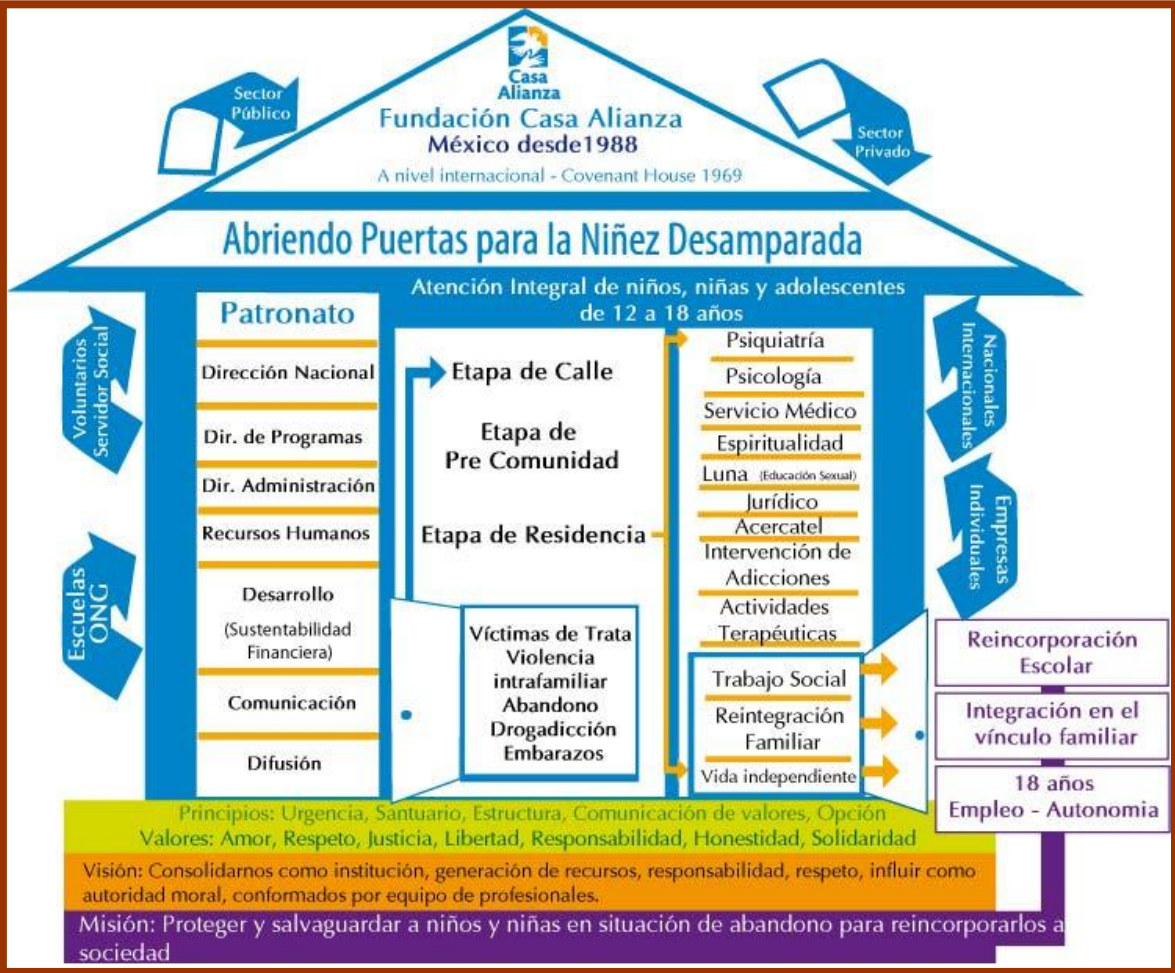 Casa
Alianza
Fundación Casa Alianza
México desde1988
A nivel internacional - Covenant House 1969
Sector
Público
Sector
Privado
Abriendo Puertas para la Niñez Desamparada
Voluntarios
Servidor Social
Escuelas
ONG
Patronato
Dirección Nacional
Dir. de Programas
Dir. Administración
Recursos Humanos
Desarrollo
(Sustentabilidad
Financiera)
Comunicación
Difusión
Atención Integral de niños, niñas y adolescentes
de 12 a 18 años
Etapa de Calle
Etapa de
Pre Comunidad
Etapa de Residencia
Víctimas de Trata
Violencia
intrafamiliar
Abandono
Drogadicción
Embarazos
Psiquiatría
Psicología
Servicio Médico
Espiritualidad
Luna (Educación Sexual)
Jurídico
Acercatel
Intervención de
Adicciones
Actividades
Terapéuticas
Trabajo Social
Reintegración
Familiar
Vida independiente
Nacionales
Internacionales
Empresas
Individuales
Reincorporación
Escolar
Integración en el
vínculo familiar
18 años
Empleo - Autonomia
Principios: Urgencia, Santuario, Estructura, Comunicación de valores, Opción
Valores: Amor, Respeto, Justicia, Libertad, Responsabilidad, Honestidad, Solidaridad
Visión: Consolidarnos como institución, generación de recursos, responsabilidad, respeto, influir como
autoridad moral, conformados por equipo de profesionales.
Misión: Proteger y salvaguardar a niños y niñas en situación de abandono para reincorporarlos a
sociedad